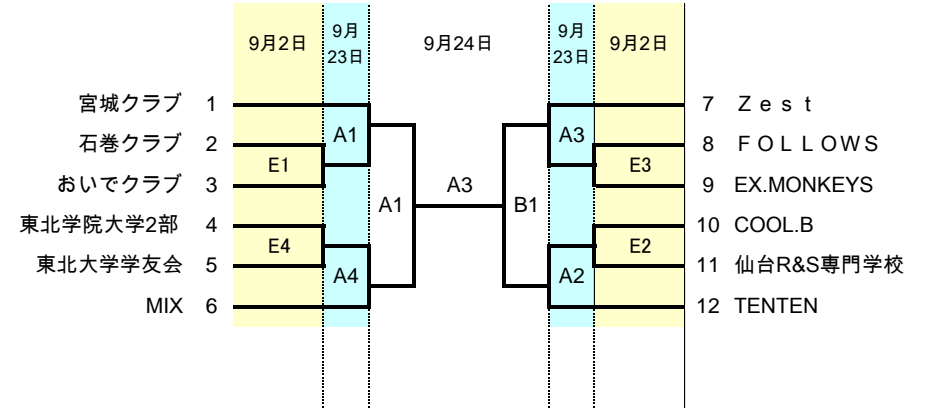 9月2日 9月23日 9月24日 9月23日 9月2日
宮城クラブ 1 7 Ｚｅｓｔ
A1 A3
石巻クラブ 2 8 ＦＯＬＬＯＷＳ
E1 E3
おいでクラブ 3 A3 9 EX.MONKEYS
A1 B1
東北学院大学2部 4 10 COOL.B
E4 E2
東北大学学友会 5 11 仙台R&S専門学校
A4 A2
MIX 6 12 TENTEN